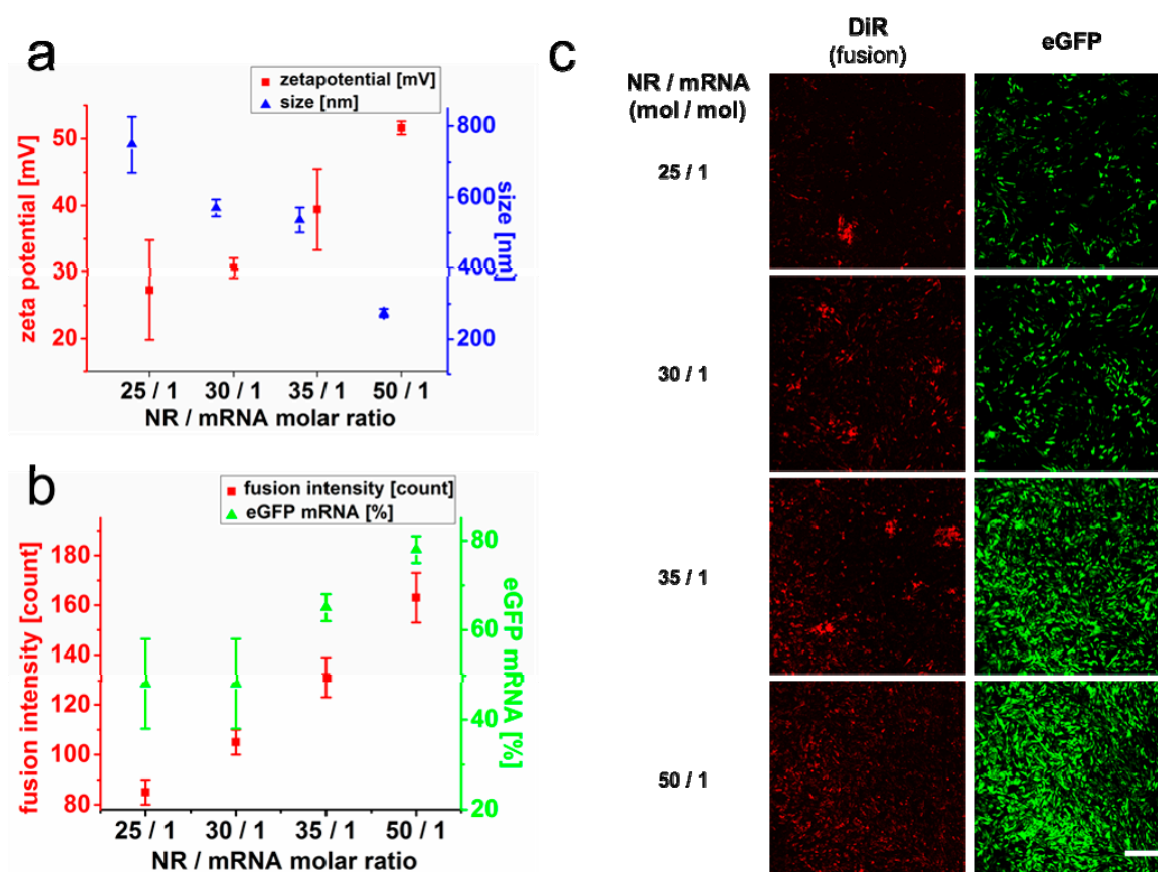 a
zetapotential [mV]
size [nm]
zeta potential [mV]
50
40
30
20
800
600
400
200
size [nm]
25 / 1 30 / 1 35 / 1 50 / 1
NR / mRNA molar ratio
b
fusion intensity [count]
eGFP mRNA [%]
fusion intensity [count]
180
160
140
120
100
80
80
60
40
20
eGFP mRNA [%]
25 / 1 30 / 1 35 / 1 50 / 1
NR / mRNA molar ratio
c
DiR
(fusion)
eGFP
NR / mRNA
(mol / mol)
25 / 1
30 / 1
35 / 1
50 / 1